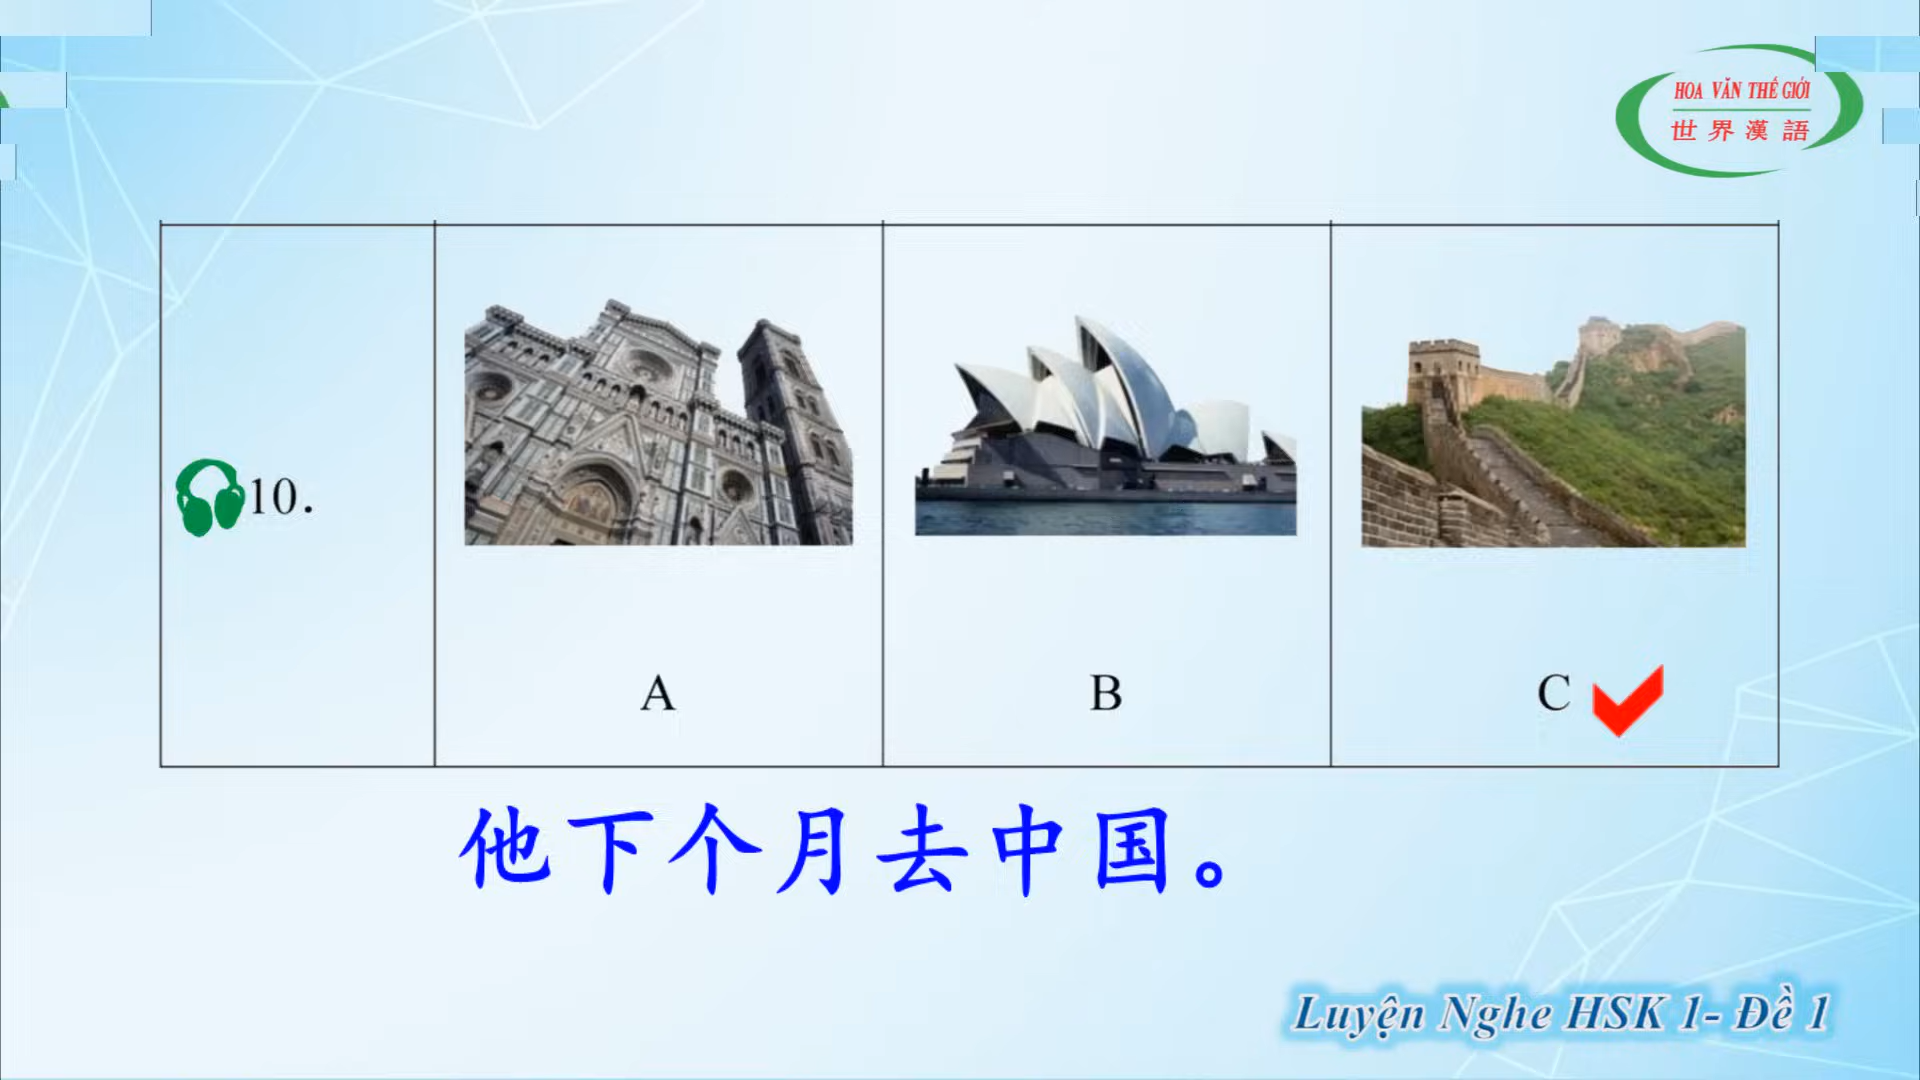 HOA VĂN THẾ GIỚI
世界漢語
10.
A
B
C
他下个月去中国。
Luyện Nghe HSK 1- Đề 1